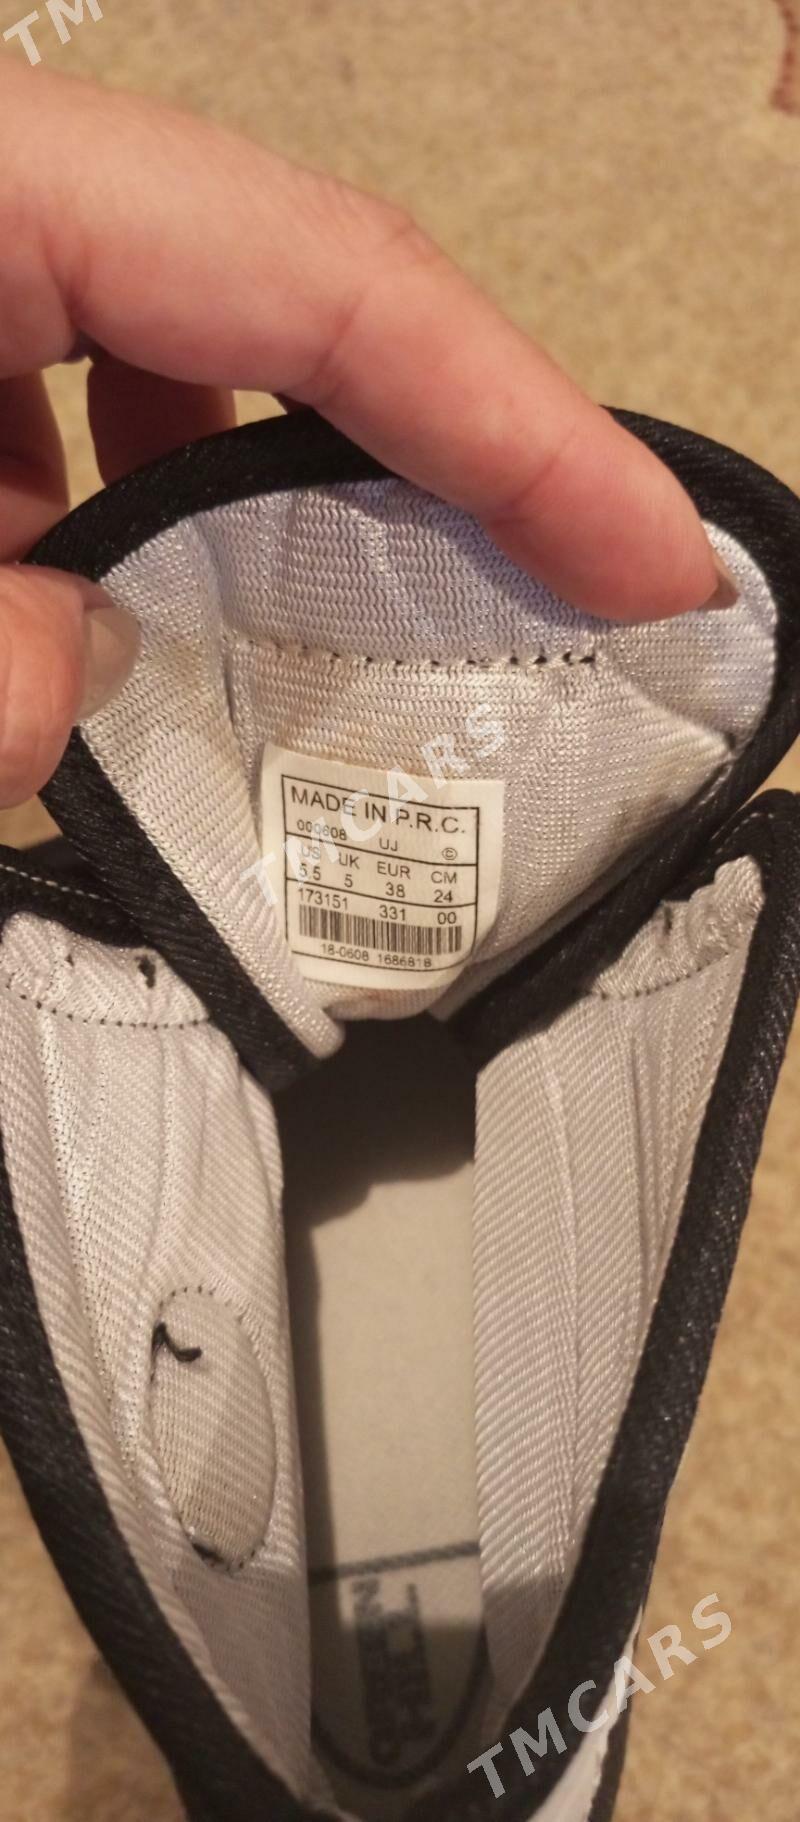 TM
MADE IN P.R.C.
000608 UJ ©
US UK EUR CM
5.5 5 38 24
173151 331 00
18-0608 1686818
TMCARS
TMCARS